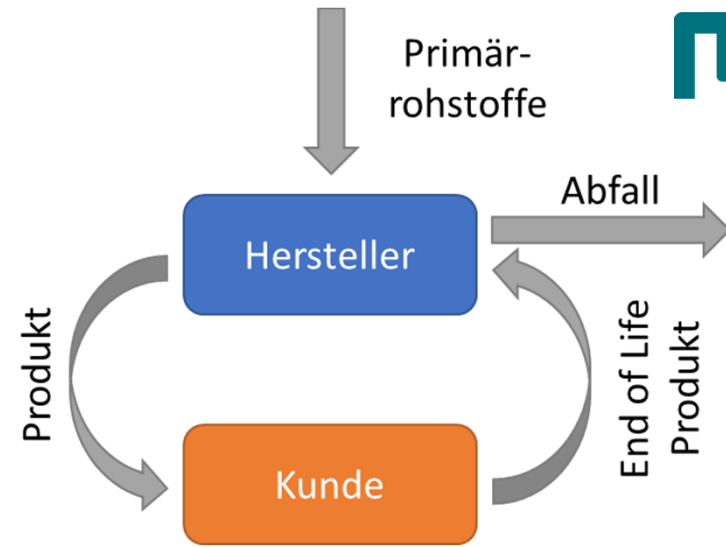 Primär-
rohstoffe
Abfall
Hersteller
Produkt
End of Life
Produkt
Kunde